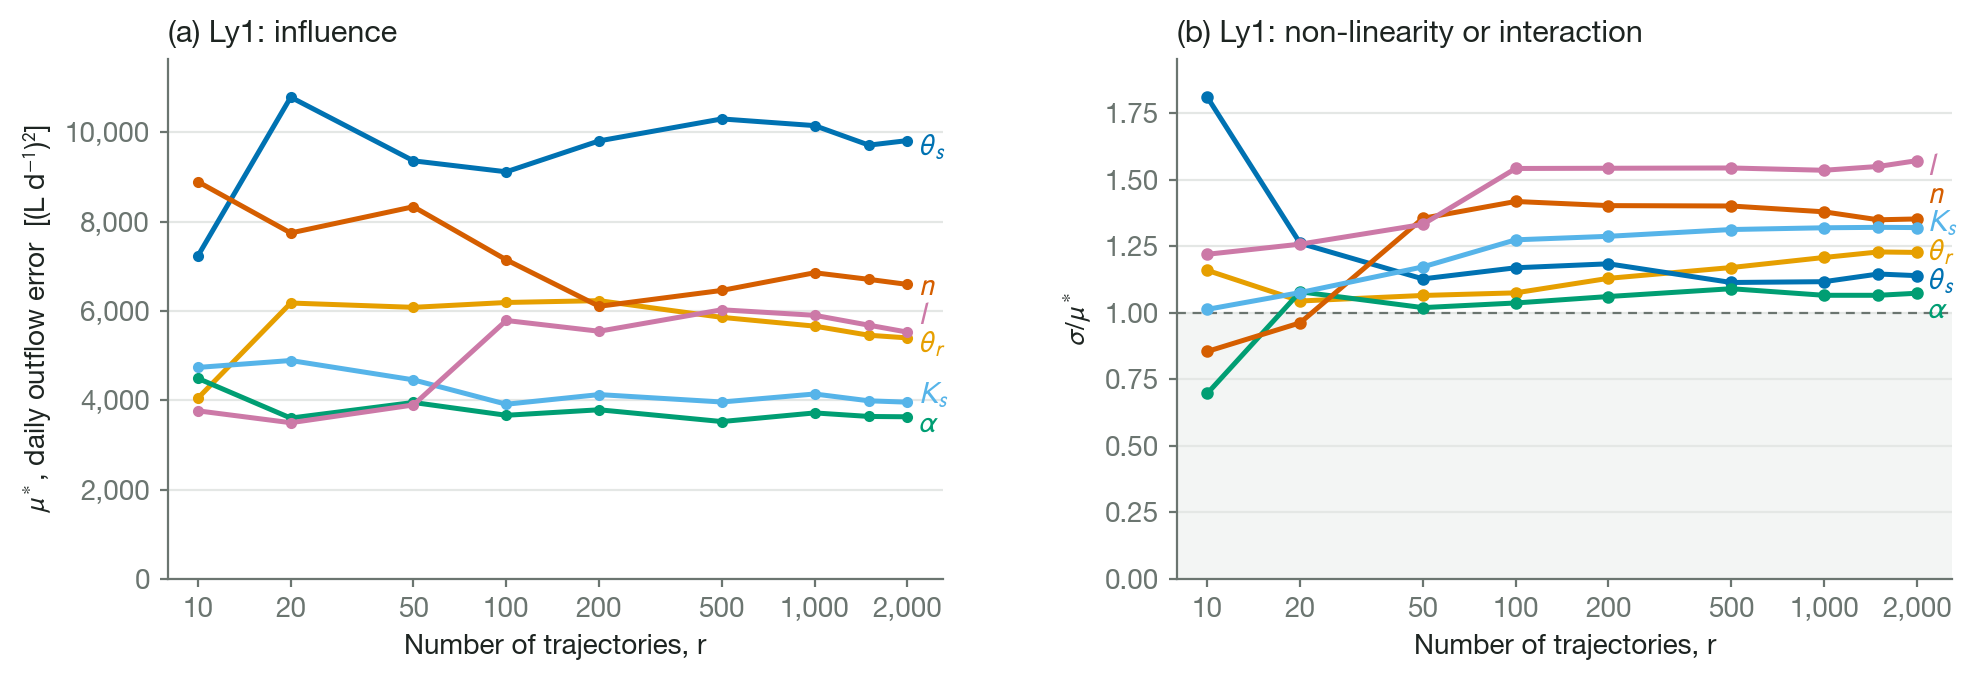 (a) Ly1: influence
μ*, daily outflow error [(L d⁻¹)²]
10,000
8,000
6,000
4,000
2,000
0
10 20 50 100 200 500 1,000 2,000
Number of trajectories, r
θs
n
l
θr
Ks
α
(b) Ly1: non-linearity or interaction
σ/μ*
1.75
1.50
1.25
1.00
0.75
0.50
0.25
0.00
10 20 50 100 200 500 1,000 2,000
Number of trajectories, r
l
n
Ks
θr
θs
α